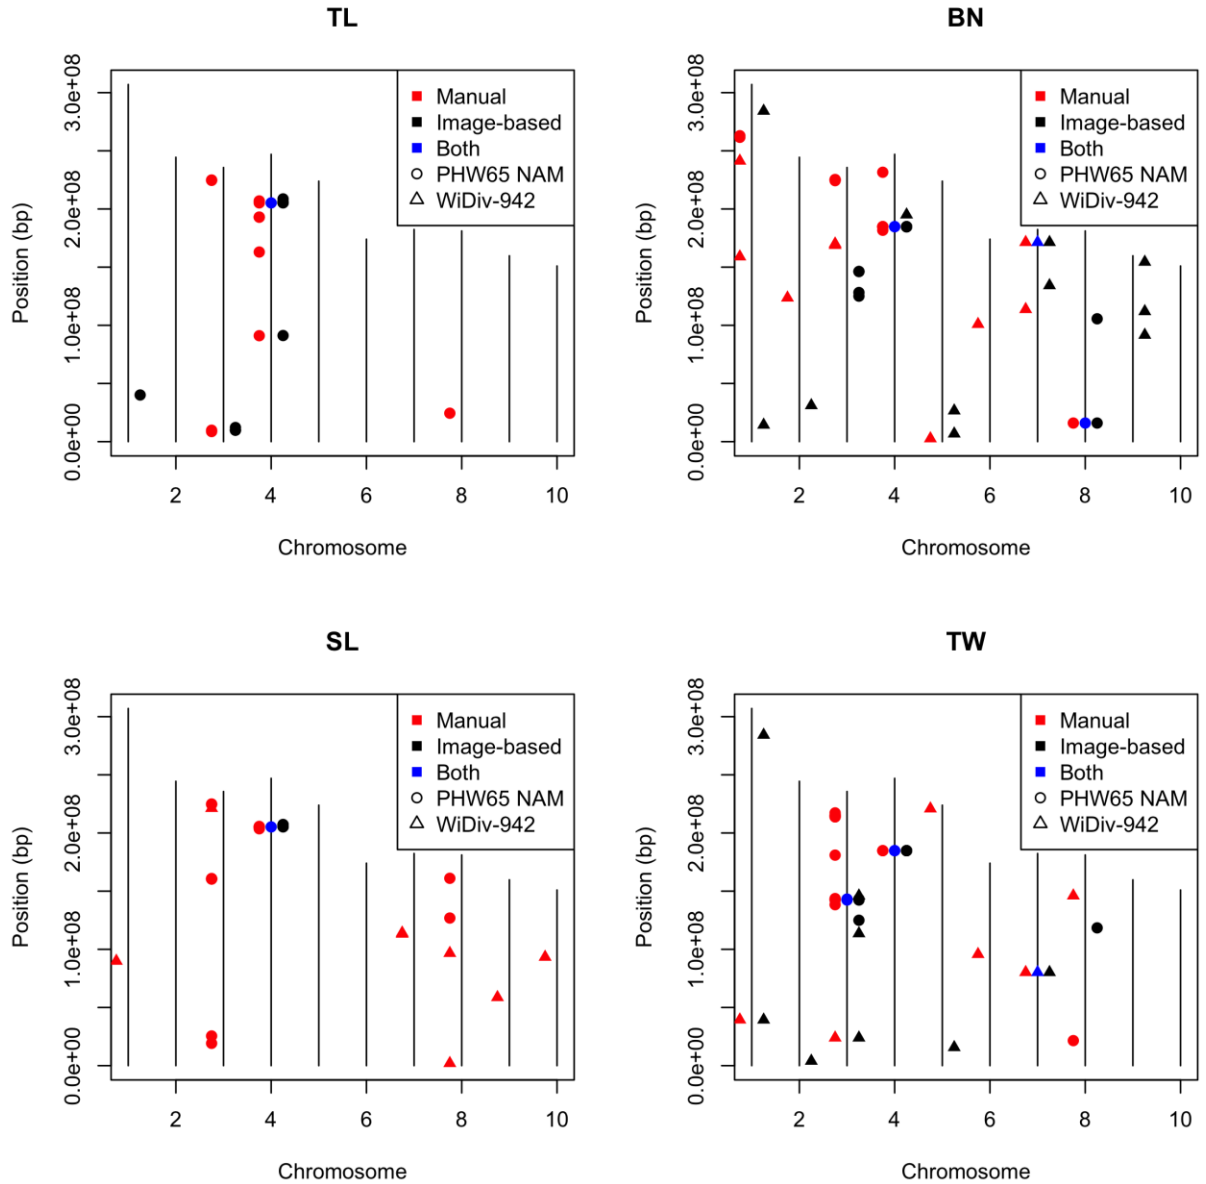 TL
3.0e+08
2.0e+08
1.0e+08
0.0e+00
Position (bp)
Manual
Image-based
Both
PHW65 NAM
WiDiv-942
2 4 6 8 10
Chromosome
BN
3.0e+08
2.0e+08
1.0e+08
0.0e+00
Position (bp)
Manual
Image-based
Both
PHW65 NAM
WiDiv-942
2 4 6 8 10
Chromosome
SL
3.0e+08
2.0e+08
1.0e+08
0.0e+00
Position (bp)
Manual
Image-based
Both
PHW65 NAM
WiDiv-942
2 4 6 8 10
Chromosome
TW
3.0e+08
2.0e+08
1.0e+08
0.0e+00
Position (bp)
Manual
Image-based
Both
PHW65 NAM
WiDiv-942
2 4 6 8 10
Chromosome